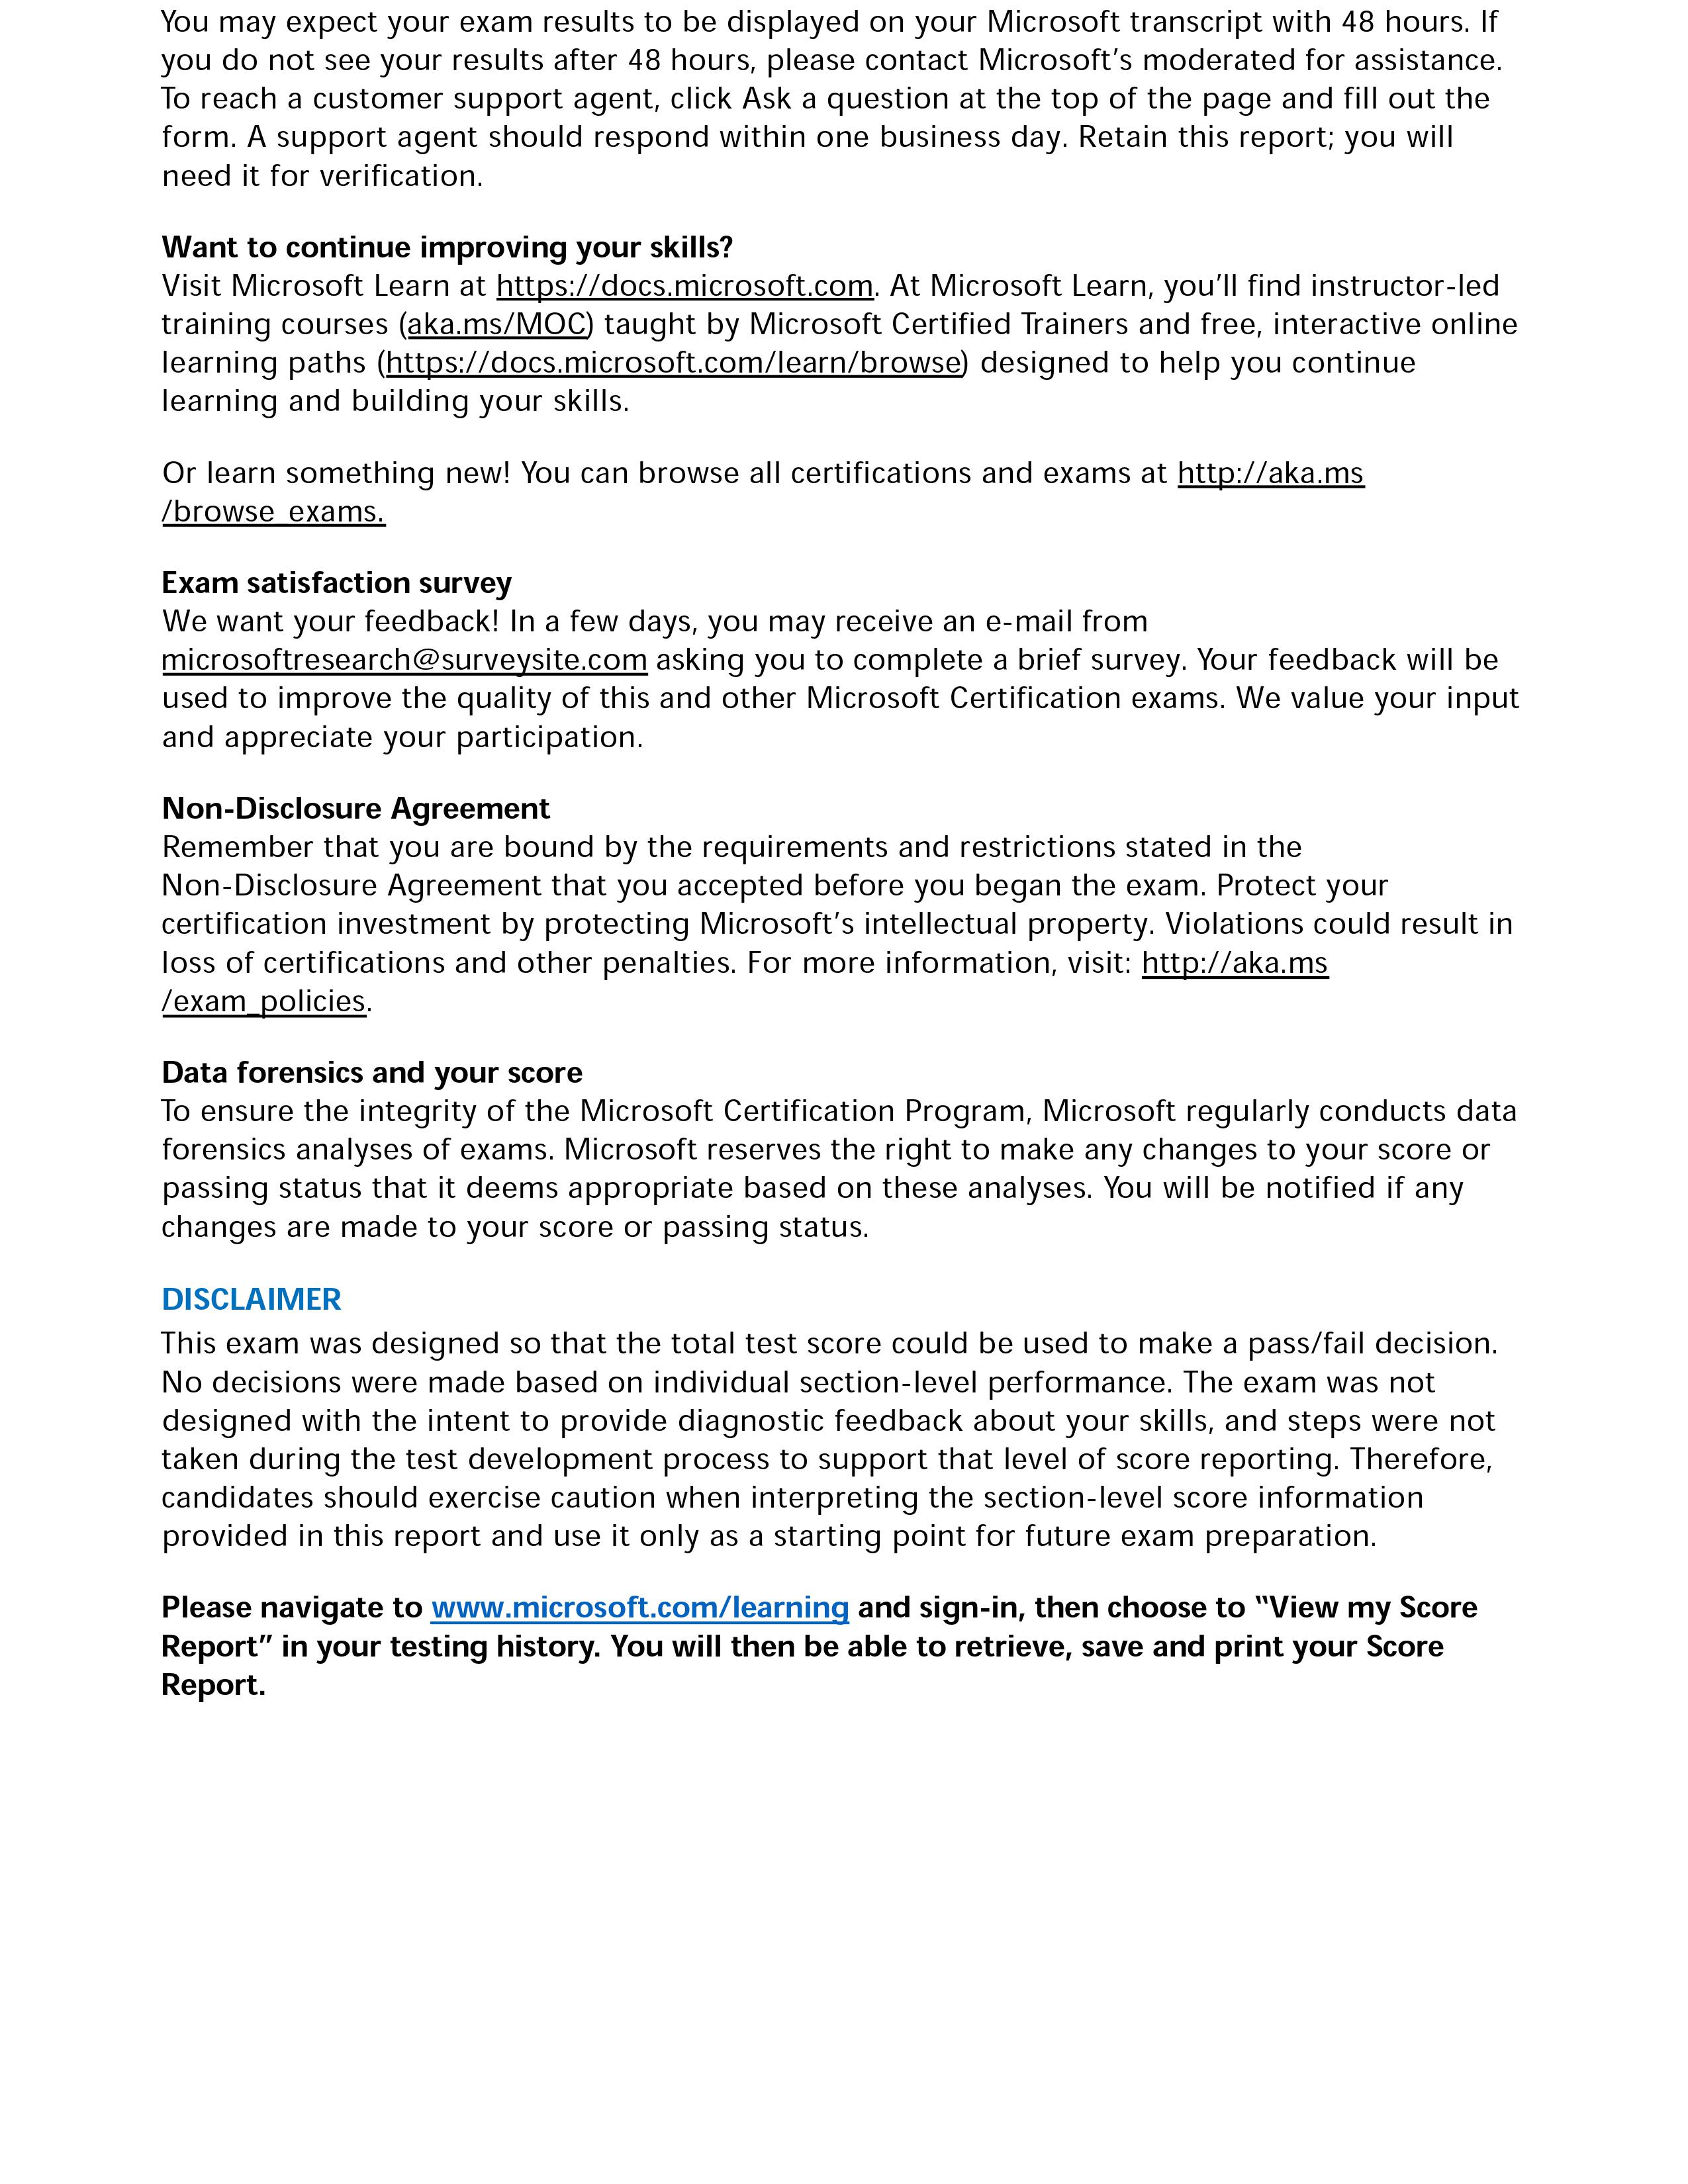 You may expect your exam results to be displayed on your Microsoft transcript with 48 hours. If
you do not see your results after 48 hours, please contact Microsoft’s moderated for assistance.
To reach a customer support agent, click Ask a question at the top of the page and fill out the
form. A support agent should respond within one business day. Retain this report; you will
need it for verification.
Want to continue improving your skills?
Visit Microsoft Learn at https://docs.microsoft.com. At Microsoft Learn, you’ll find instructor-led
training courses (aka.ms/MOC) taught by Microsoft Certified Trainers and free, interactive online
learning paths (https://docs.microsoft.com/learn/browse) designed to help you continue
learning and building your skills.
Or learn something new! You can browse all certifications and exams at http://aka.ms
/browse_exams.
Exam satisfaction survey
We want your feedback! In a few days, you may receive an e-mail from
microsoftresearch@surveysite.com asking you to complete a brief survey. Your feedback will be
used to improve the quality of this and other Microsoft Certification exams. We value your input
and appreciate your participation.
Non-Disclosure Agreement
Remember that you are bound by the requirements and restrictions stated in the
Non-Disclosure Agreement that you accepted before you began the exam. Protect your
certification investment by protecting Microsoft’s intellectual property. Violations could result in
loss of certifications and other penalties. For more information, visit: http://aka.ms
/exam_policies.
Data forensics and your score
To ensure the integrity of the Microsoft Certification Program, Microsoft regularly conducts data
forensics analyses of exams. Microsoft reserves the right to make any changes to your score or
passing status that it deems appropriate based on these analyses. You will be notified if any
changes are made to your score or passing status.
DISCLAIMER
This exam was designed so that the total test score could be used to make a pass/fail decision.
No decisions were made based on individual section-level performance. The exam was not
designed with the intent to provide diagnostic feedback about your skills, and steps were not
taken during the test development process to support that level of score reporting. Therefore,
candidates should exercise caution when interpreting the section-level score information
provided in this report and use it only as a starting point for future exam preparation.
Please navigate to www.microsoft.com/learning and sign-in, then choose to “View my Score
Report” in your testing history. You will then be able to retrieve, save and print your Score
Report.